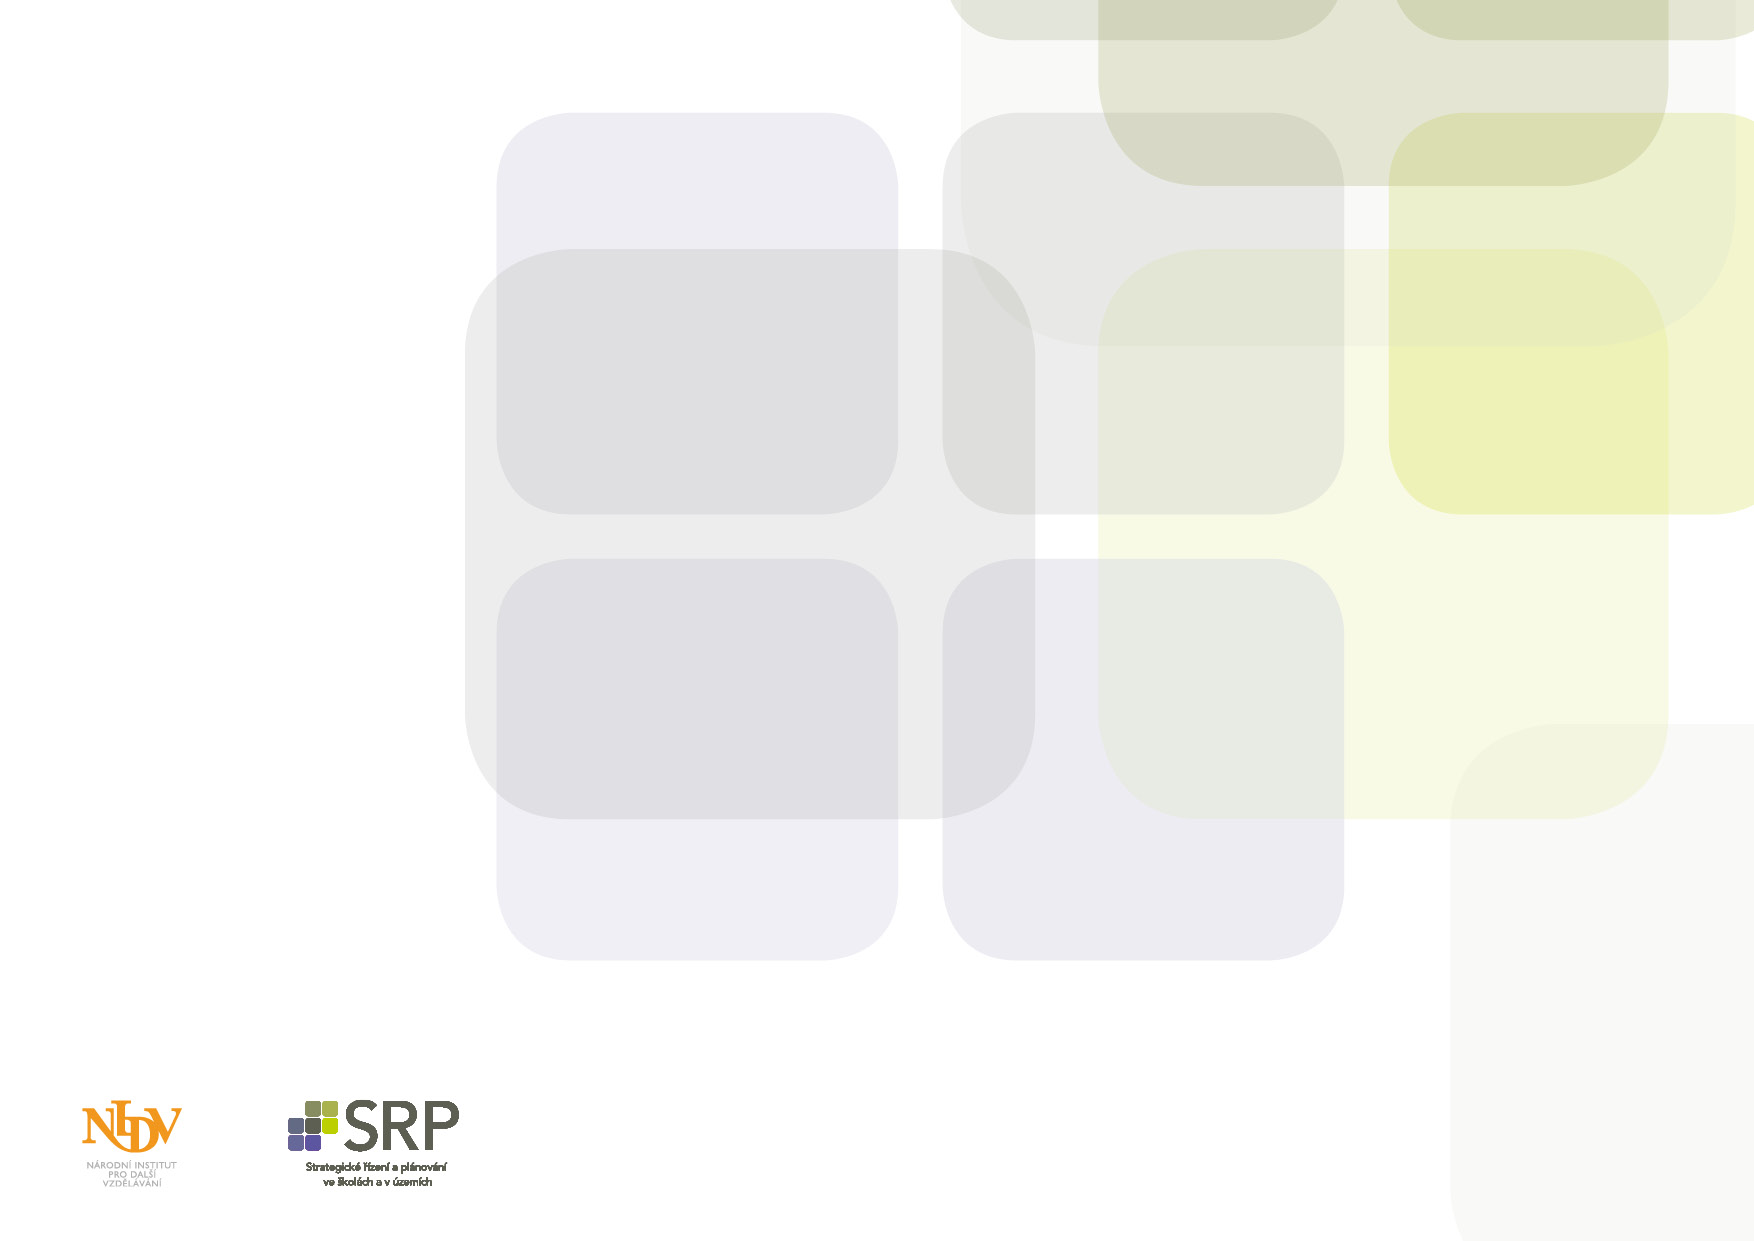 NIDV
NÁRODNÍ INSTITUT
PRO DALŠÍ
VZDĚLÁVÁNÍ
SRP
Strategické řízení a plánování
ve školách a v územích